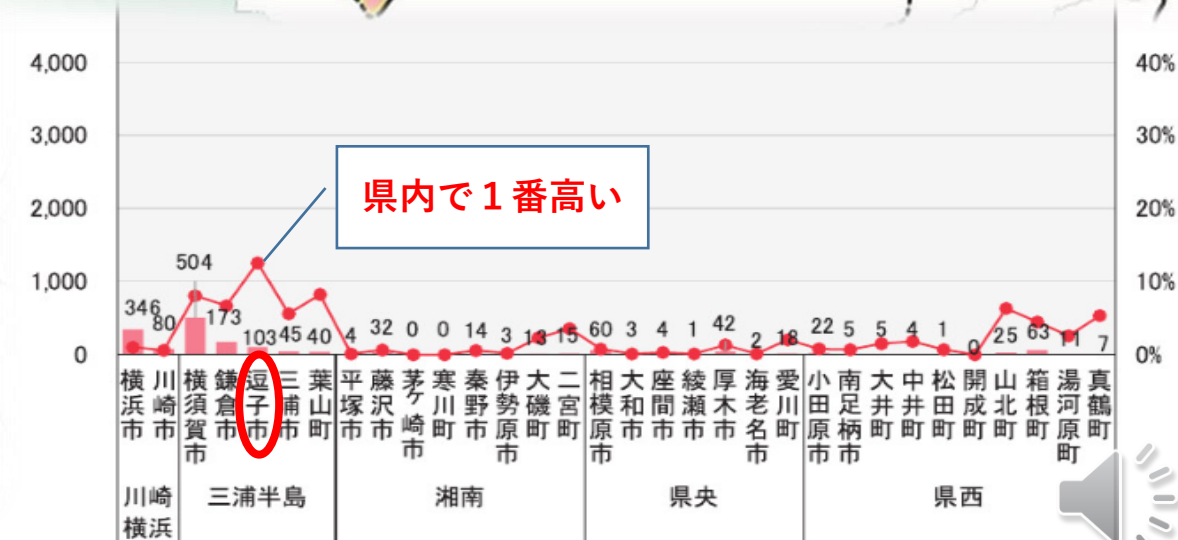 4,000
40%
3,000
30%
県内で１番高い
2,000
20%
504
1,000
10%
346
80
173
103
45
40
4
32
0
0
14
3
13
15
60
3
4
1
42
2
18
22
5
5
4
1
0
25
63
11
7
0
0%
横浜市
川崎市
横須賀市
鎌倉市
逗子市
三浦市
葉山町
平塚市
藤沢市
茅ケ崎市
寒川町
秦野市
伊勢原市
大磯町
二宮町
相模原市
大和市
座間市
綾瀬市
厚木市
海老名市
愛川町
小田原市
南足柄市
大井町
中井町
松田町
開成町
山北町
箱根町
湯河原町
真鶴町
川崎
横浜
三浦半島
湘南
県央
県西